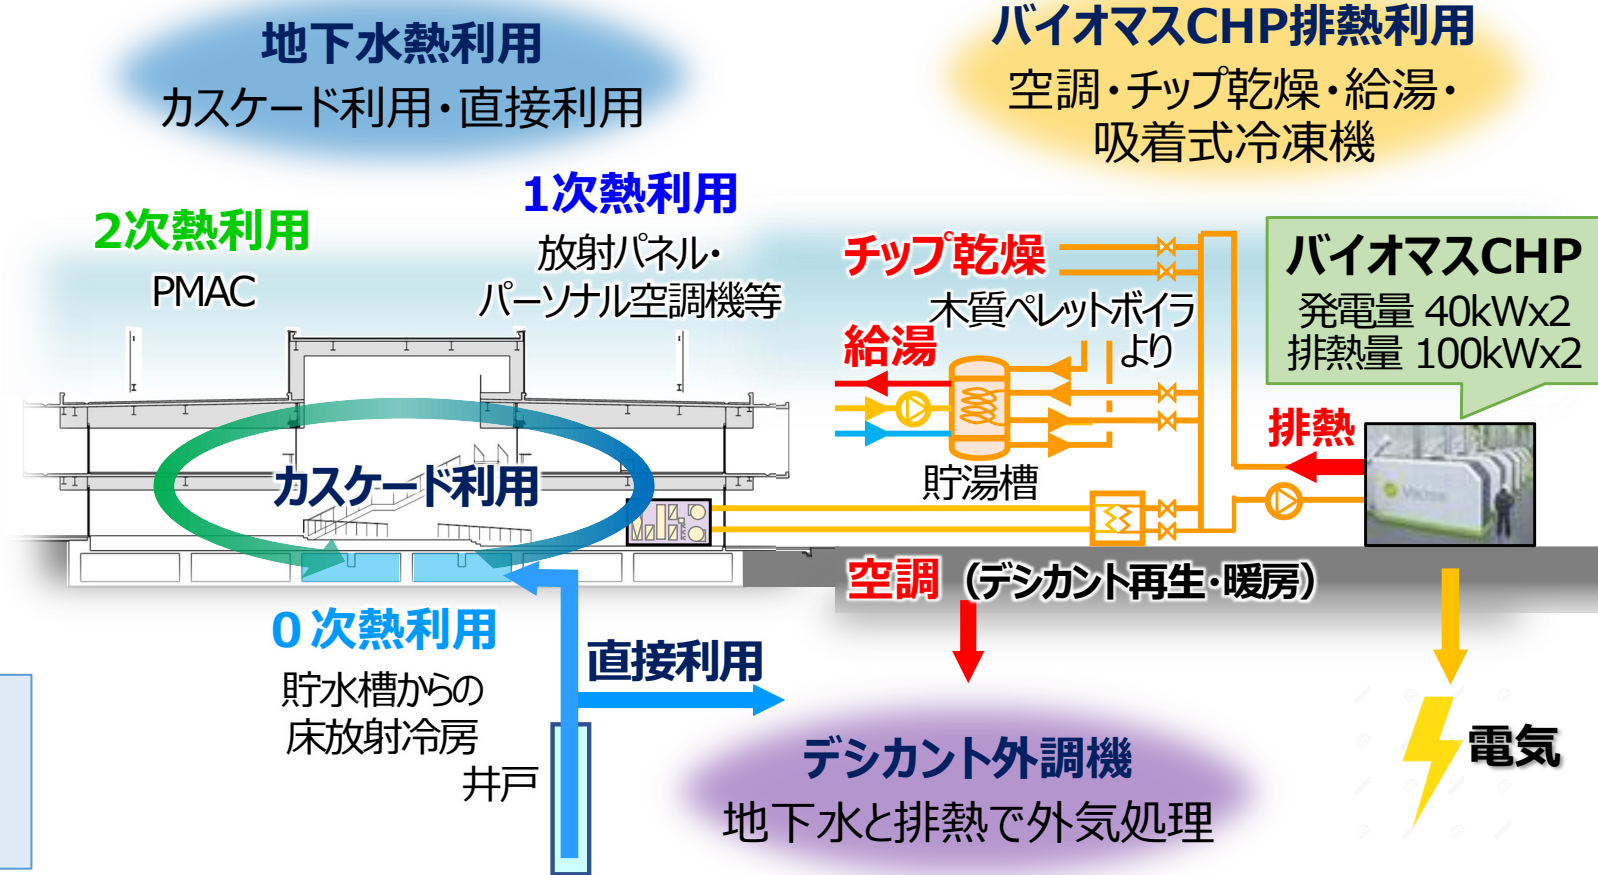 地下水熱利用
カスケード利用・直接利用
バイオマスCHP排熱利用
空調・チップ乾燥・給湯・
吸着式冷凍機
2次熱利用
PMAC
1次熱利用
放射パネル・
パーソナル空調機等
チップ乾燥
木質ペレットボイラ
より
給湯
貯湯槽
バイオマスCHP
発電量 40kWx2
排熱量 100kWx2
排熱
カスケード利用
空調（デシカント再生・暖房）
０次熱利用
貯水槽からの
床放射冷房
井戸
直接利用
デシカント外調機
地下水と排熱で外気処理
電気